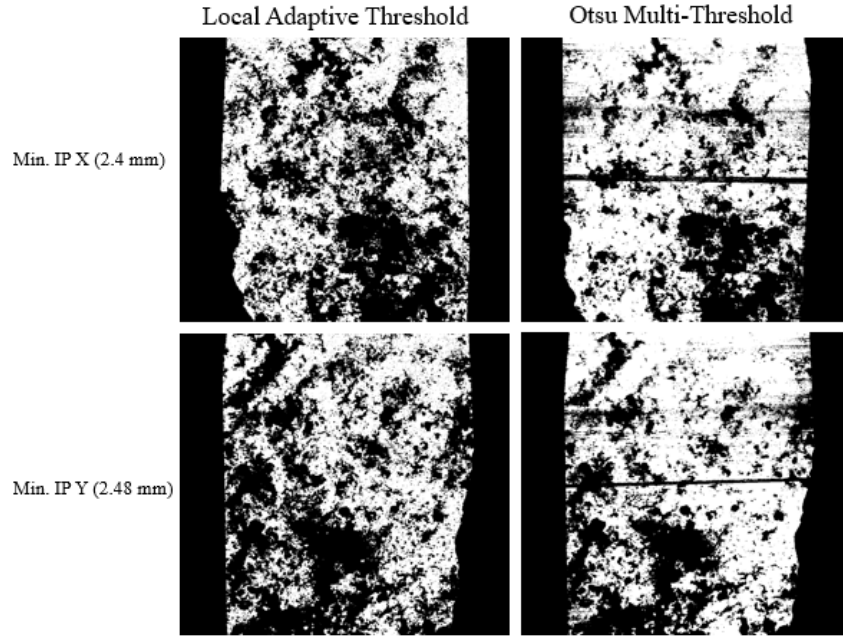 Local Adaptive Threshold
Otsu Multi-Threshold
Min. IP X (2.4 mm)
Min. IP Y (2.48 mm)